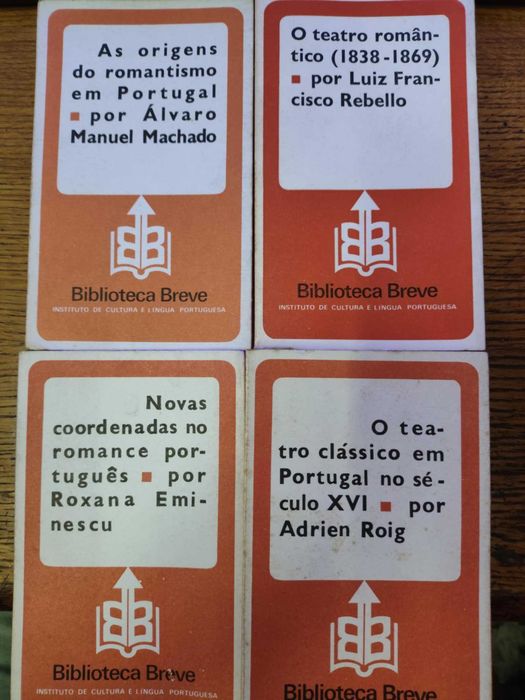 As origens
do romantismo
em Portugal
▪ por Álvaro
Manuel Machado
Biblioteca Breve
INSTITUTO DE CULTURA E LÍNGUA PORTUGUESA
O teatro român-
tico (1838-1869)
▪ por Luiz Fran-
cisco Rebello
Biblioteca Breve
INSTITUTO DE CULTURA E LÍNGUA PORTUGUESA
Novas
coordenadas no
romance por-
tuguês ▪ por
Roxana Emi-
nescu
Biblioteca Breve
INSTITUTO DE CULTURA E LÍNGUA PORTUGUESA
O tea-
tro clássico em
Portugal no sé-
culo XVI ▪ por
Adrien Roig
Biblioteca Breve